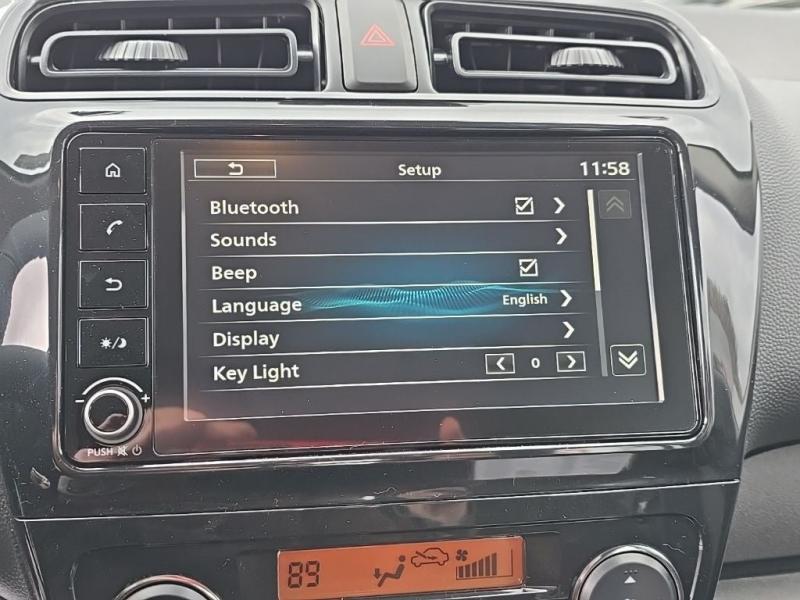 Setup 11:58
Bluetooth
Sounds
Beep
Language English
Display
Key Light 0
PUSH
89